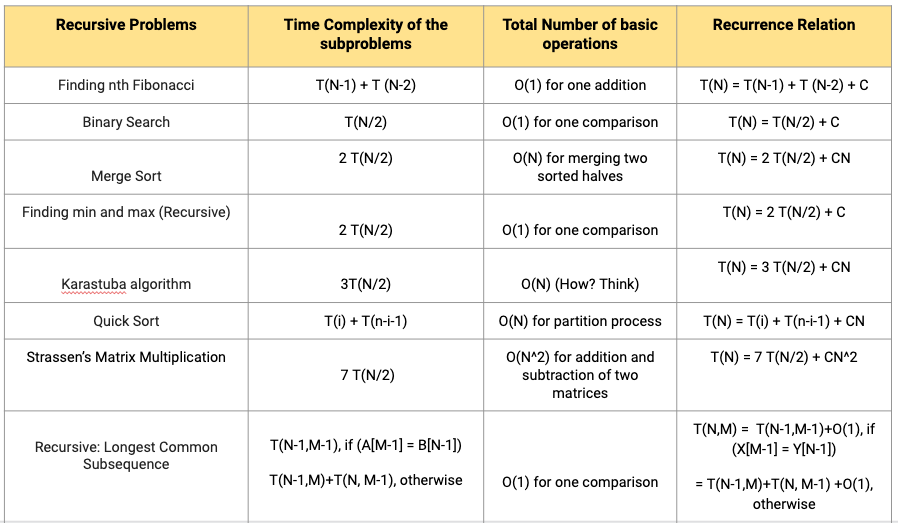 Recursive Problems
Time Complexity of the
subproblems
Total Number of basic
operations
Recurrence Relation
Finding nth Fibonacci
T(N-1) + T (N-2)
O(1) for one addition
T(N) = T(N-1) + T (N-2) + C
Binary Search
T(N/2)
O(1) for one comparison
T(N) = T(N/2) + C
Merge Sort
2 T(N/2)
O(N) for merging two
sorted halves
T(N) = 2 T(N/2) + CN
Finding min and max (Recursive)
2 T(N/2)
O(1) for one comparison
T(N) = 2 T(N/2) + C
Karastuba algorithm
3T(N/2)
O(N) (How? Think)
T(N) = 3 T(N/2) + CN
Quick Sort
T(i) + T(n-i-1)
O(N) for partition process
T(N) = T(i) + T(n-i-1) + CN
Strassen’s Matrix Multiplication
7 T(N/2)
O(N^2) for addition and
subtraction of two
matrices
T(N) = 7 T(N/2) + CN^2
Recursive: Longest Common
Subsequence
T(N-1,M-1), if (A[M-1] = B[N-1])
T(N-1,M)+T(N, M-1), otherwise
O(1) for one comparison
T(N,M) = T(N-1,M-1)+O(1), if
(X[M-1] = Y[N-1])
= T(N-1,M)+T(N, M-1) +O(1),
otherwise